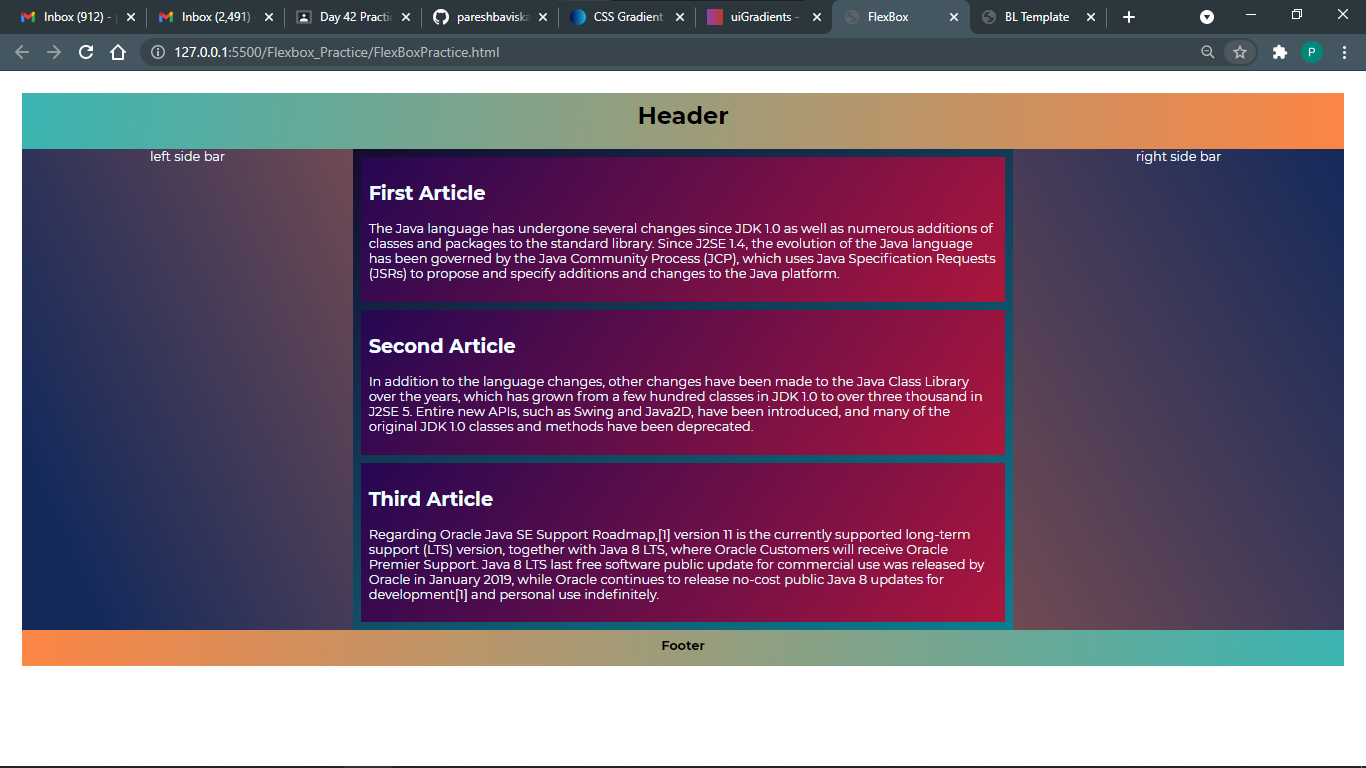 Inbox (912) -
Inbox (2,491)
Day 42 Practi
pareshbaviska
CSS Gradient
uiGradients -
FlexBox
BL Template
127.0.0.1:5500/Flexbox_Practice/FlexBoxPractice.html
P
Header
left side bar
right side bar
First Article
The Java language has undergone several changes since JDK 1.0 as well as numerous additions of
classes and packages to the standard library. Since J2SE 1.4, the evolution of the Java language
has been governed by the Java Community Process (JCP), which uses Java Specification Requests
(JSRs) to propose and specify additions and changes to the Java platform.
Second Article
In addition to the language changes, other changes have been made to the Java Class Library
over the years, which has grown from a few hundred classes in JDK 1.0 to over three thousand in
J2SE 5. Entire new APIs, such as Swing and Java2D, have been introduced, and many of the
original JDK 1.0 classes and methods have been deprecated.
Third Article
Regarding Oracle Java SE Support Roadmap,[1] version 11 is the currently supported long-term
support (LTS) version, together with Java 8 LTS, where Oracle Customers will receive Oracle
Premier Support. Java 8 LTS last free software public update for commercial use was released by
Oracle in January 2019, while Oracle continues to release no-cost public Java 8 updates for
development[1] and personal use indefinitely.
Footer